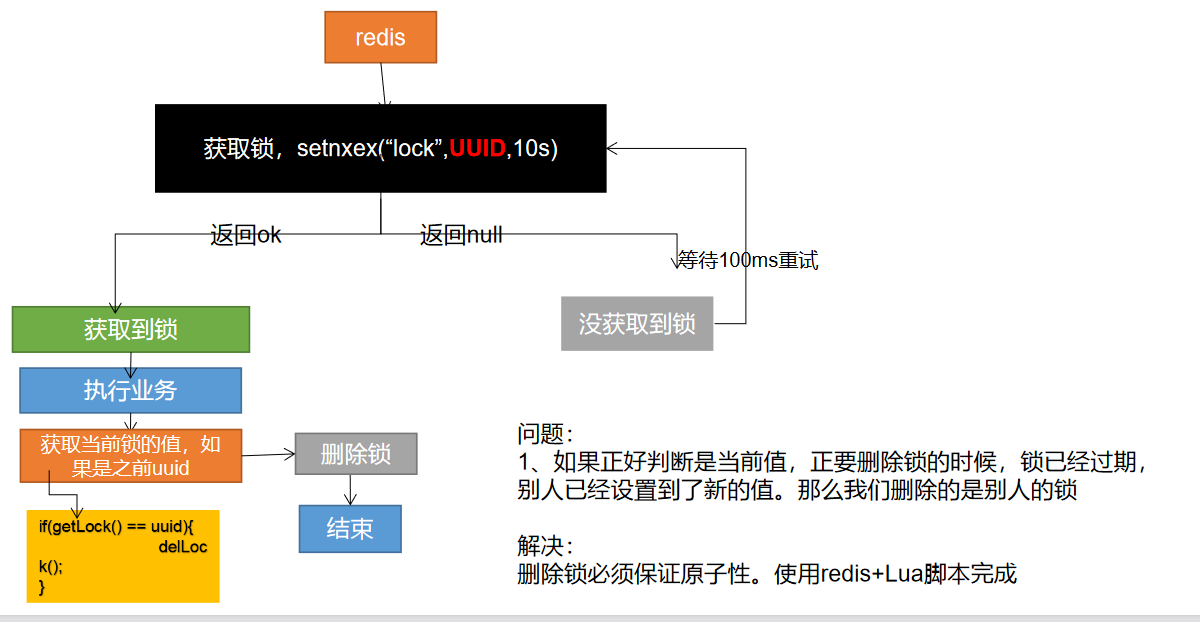 redis
获取锁，setnxex(“lock”,UUID,10s)
返回ok
返回null
等待100ms重试
获取到锁
没获取到锁
执行业务
获取当前锁的值，如
果是之前uuid
删除锁
结束
if(getLock() == uuid){
delLoc
k();
}
问题：
1、如果正好判断是当前值，正要删除锁的时候，锁已经过期，
别人已经设置到了新的值。那么我们删除的是别人的锁
解决：
删除锁必须保证原子性。使用redis+Lua脚本完成